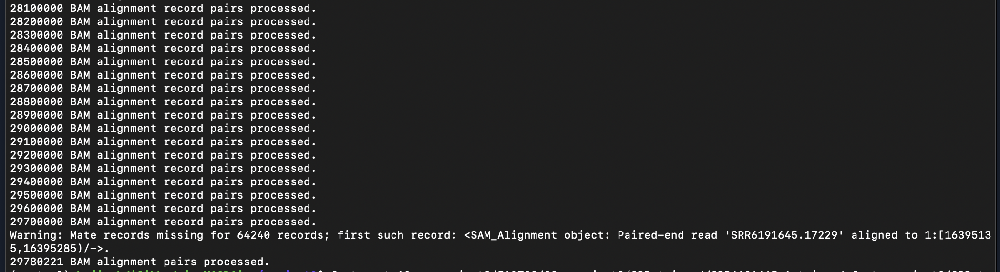 28100000 BAM alignment record pairs processed.
28200000 BAM alignment record pairs processed.
28300000 BAM alignment record pairs processed.
28400000 BAM alignment record pairs processed.
28500000 BAM alignment record pairs processed.
28600000 BAM alignment record pairs processed.
28700000 BAM alignment record pairs processed.
28800000 BAM alignment record pairs processed.
28900000 BAM alignment record pairs processed.
29000000 BAM alignment record pairs processed.
29100000 BAM alignment record pairs processed.
29200000 BAM alignment record pairs processed.
29300000 BAM alignment record pairs processed.
29400000 BAM alignment record pairs processed.
29500000 BAM alignment record pairs processed.
29600000 BAM alignment record pairs processed.
29700000 BAM alignment record pairs processed.
Warning: Mate records missing for 64240 records; first such record: <SAM_Alignment object: Paired-end read 'SRR6191645.17229' aligned to 1:[1639513
5,16395285)/->.
29780221 BAM alignment pairs processed.